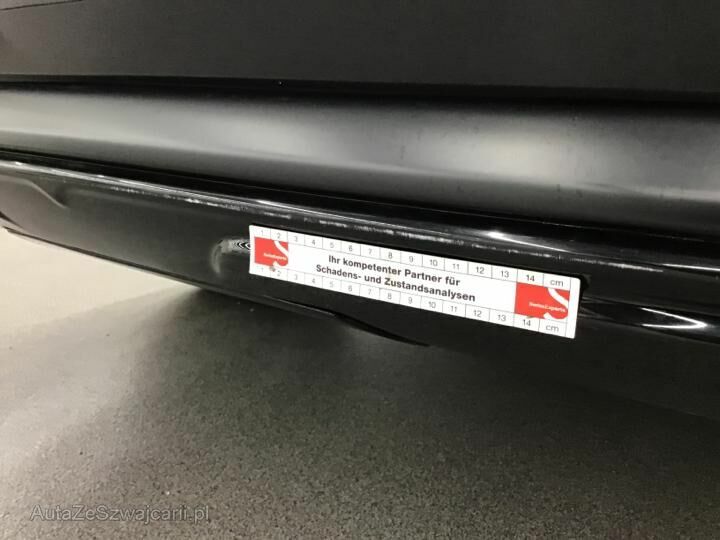 1 2 3 4 5 6 7 8 9 10 11 12 13 14 cm
SwissExperts
Ihr kompetenter Partner für
Schadens- und Zustandsanalysen
SwissExperts
1 2 3 4 5 6 7 8 9 10 11 12 13 14 cm
AutaZeSzwajcarii.pl